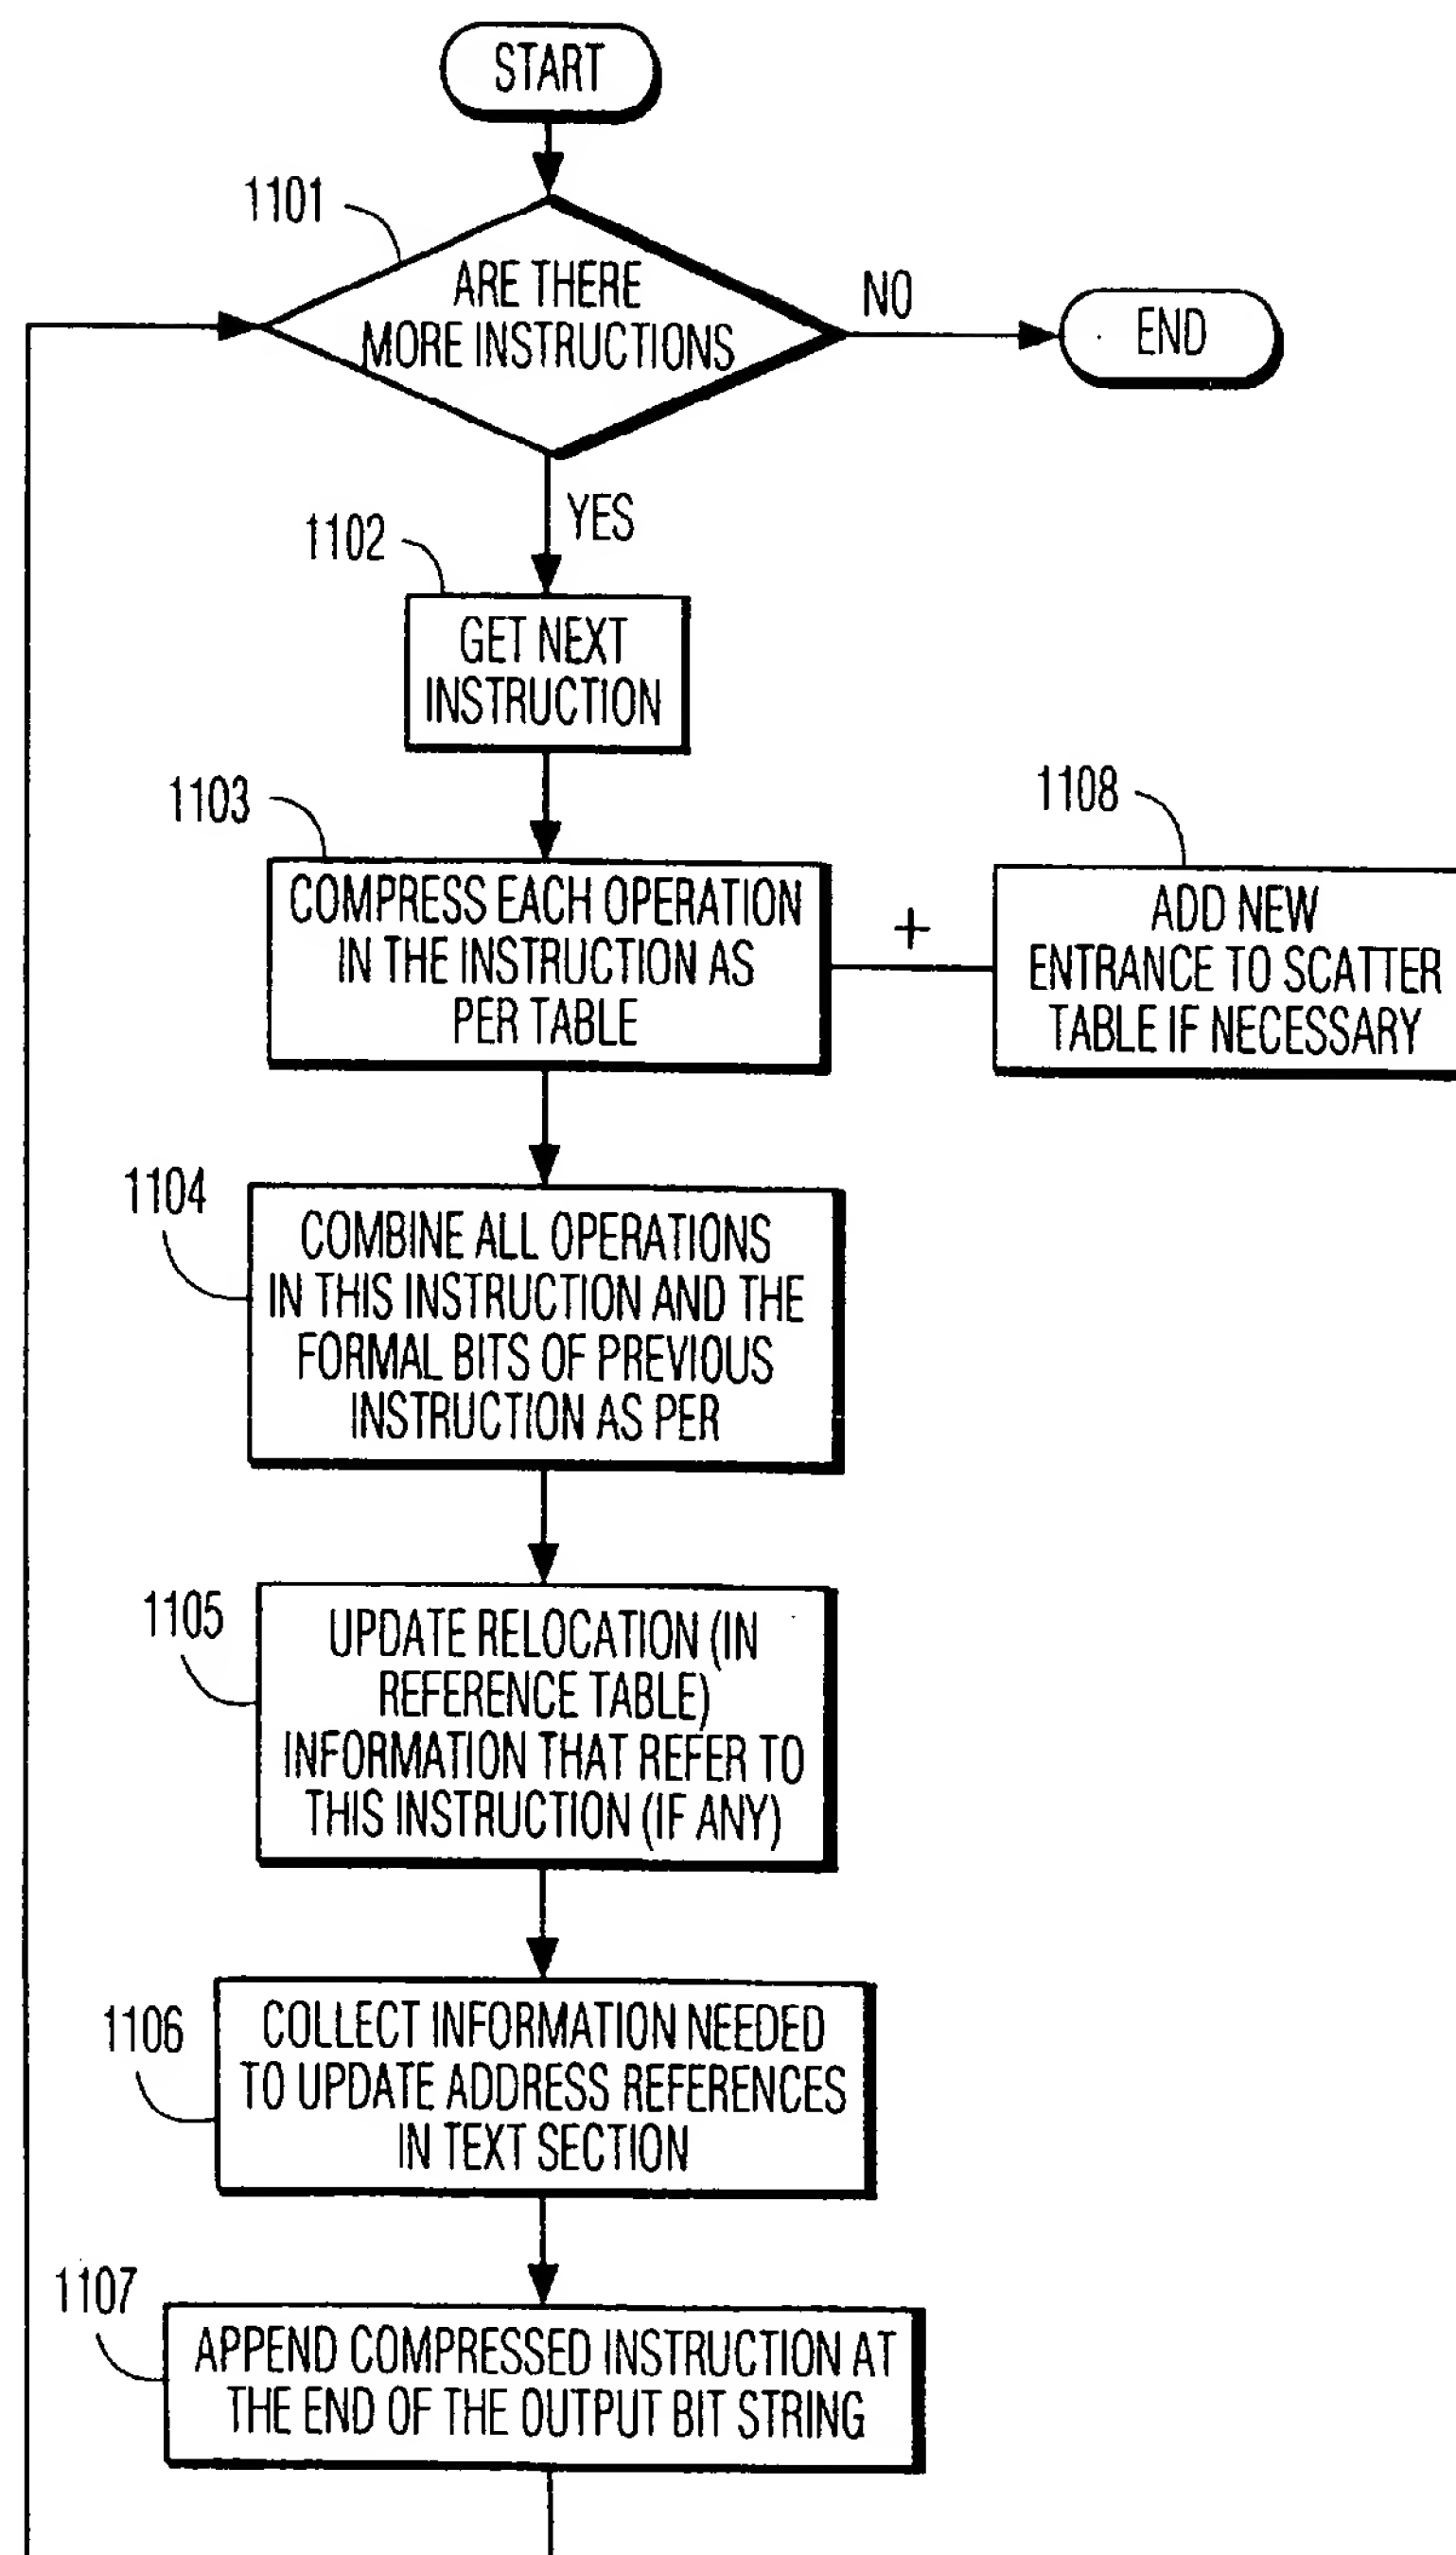 START
1101
ARE THERE
MORE INSTRUCTIONS
NO
END
YES
1102
GET NEXT
INSTRUCTION
1103
COMPRESS EACH OPERATION
IN THE INSTRUCTION AS
PER TABLE
+
1108
ADD NEW
ENTRANCE TO SCATTER
TABLE IF NECESSARY
1104
COMBINE ALL OPERATIONS
IN THIS INSTRUCTION AND THE
FORMAL BITS OF PREVIOUS
INSTRUCTION AS PER
1105
UPDATE RELOCATION (IN
REFERENCE TABLE)
INFORMATION THAT REFER TO
THIS INSTRUCTION (IF ANY)
1106
COLLECT INFORMATION NEEDED
TO UPDATE ADDRESS REFERENCES
IN TEXT SECTION
1107
APPEND COMPRESSED INSTRUCTION AT
THE END OF THE OUTPUT BIT STRING